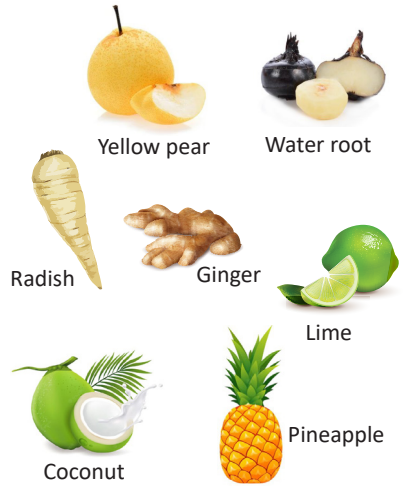 Yellow pear
Water root
Radish
Ginger
Lime
Coconut
Pineapple